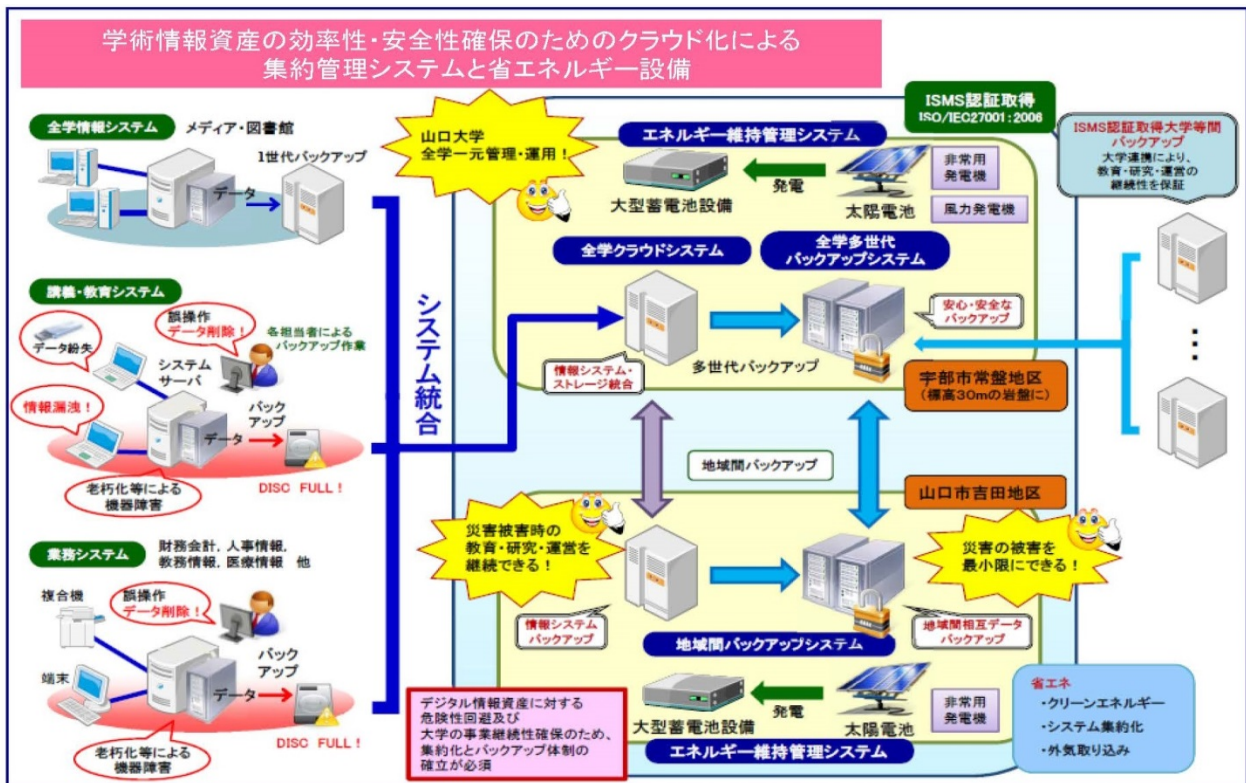 学術情報資産の効率性・安全性確保のためのクラウド化による
集約管理システムと省エネルギー設備
全学情報システム
メディア・図書館
1世代バックアップ
データ
講義・教育システム
誤操作
データ削除！
各担当者による
バックアップ作業
データ紛失
システム
サーバ
情報漏洩！
バック
アップ
データ
老朽化等による
機器障害
DISC FULL！
業務システム
財務会計，人事情報，
教務情報，医療情報 他
複合機
誤操作
データ削除！
バック
アップ
端末
データ
老朽化等による
機器障害
DISC FULL！
システム統合
山口大学
全学一元管理・運用！
ISMS認証取得
ISO/IEC27001：2006
エネルギー維持管理システム
大型蓄電池設備
発電
太陽電池
非常用
発電機
風力発電機
全学クラウドシステム
全学多世代
バックアップシステム
安心・安全な
バックアップ
情報システム・
ストレージ統合
多世代バックアップ
宇部市常盤地区
（標高30mの岩盤に）
ISMS認証取得大学等間
バックアップ
大学連携により、
教育・研究・運営の
継続性を保証
地域間バックアップ
山口市吉田地区
災害被害時の
教育・研究・運営を
継続できる！
災害の被害を
最小限にできる！
情報システム
バックアップ
地域間相互データ
バックアップ
地域間バックアップシステム
大型蓄電池設備
発電
太陽電池
非常用
発電機
エネルギー維持管理システム
デジタル情報資産に対する
危険性回避及び
大学の事業継続性確保のため、
集約化とバックアップ体制の
確立が必須
省エネ
・クリーンエネルギー
・システム集約化
・外気取り込み